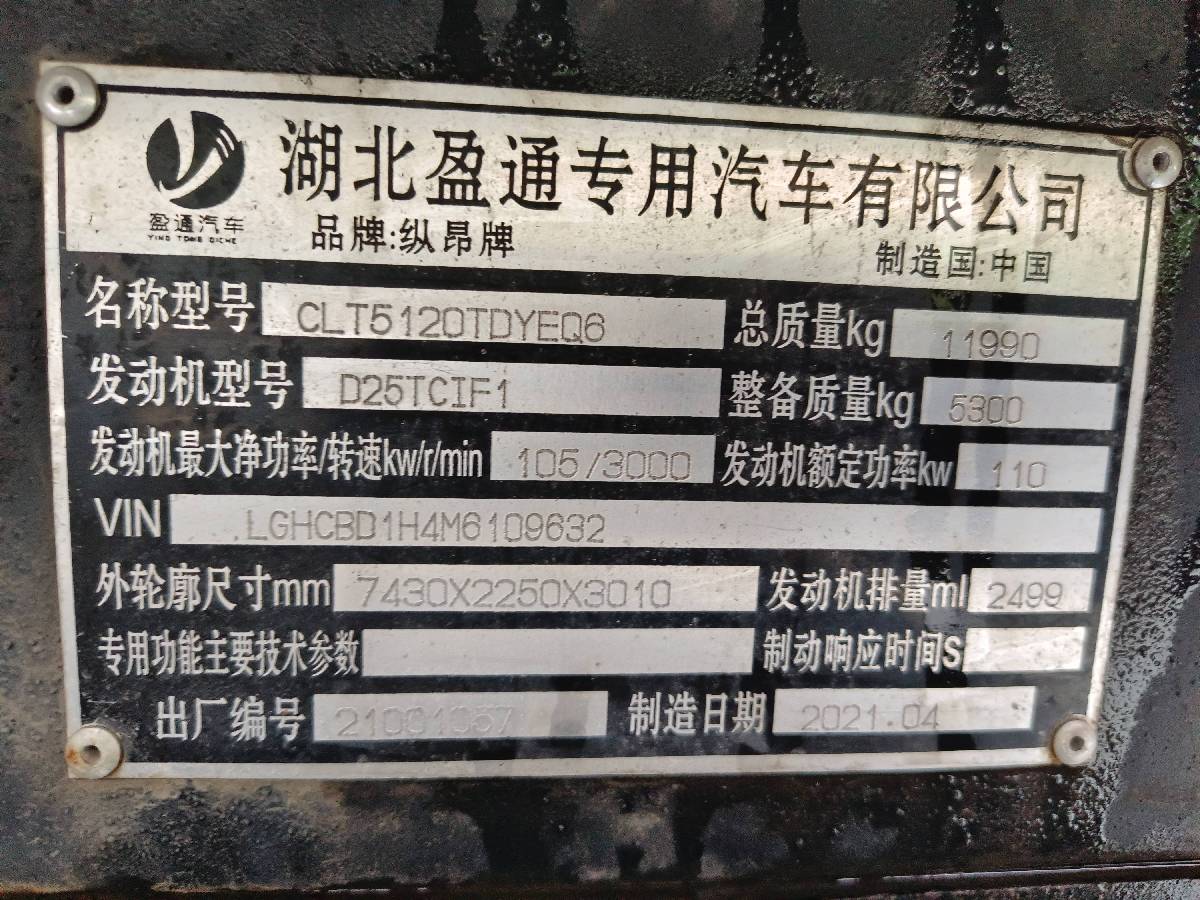 湖北盈通专用汽车有限公司
盈通汽车
品牌:纵昂牌 制造国:中国
名称型号 CLT5120TDYEQ6 总质量kg 11990
发动机型号 D25TCIF1 整备质量kg 5300
发动机最大净功率/转速kw/r/min 105/3000 发动机额定功率kw 110
VIN LGHCBD1H4M6109632
外轮廓尺寸mm 7430X2250X3010 发动机排量ml 2499
专用功能主要技术参数 制动响应时间S
出厂编号 21001057 制造日期 2021.04